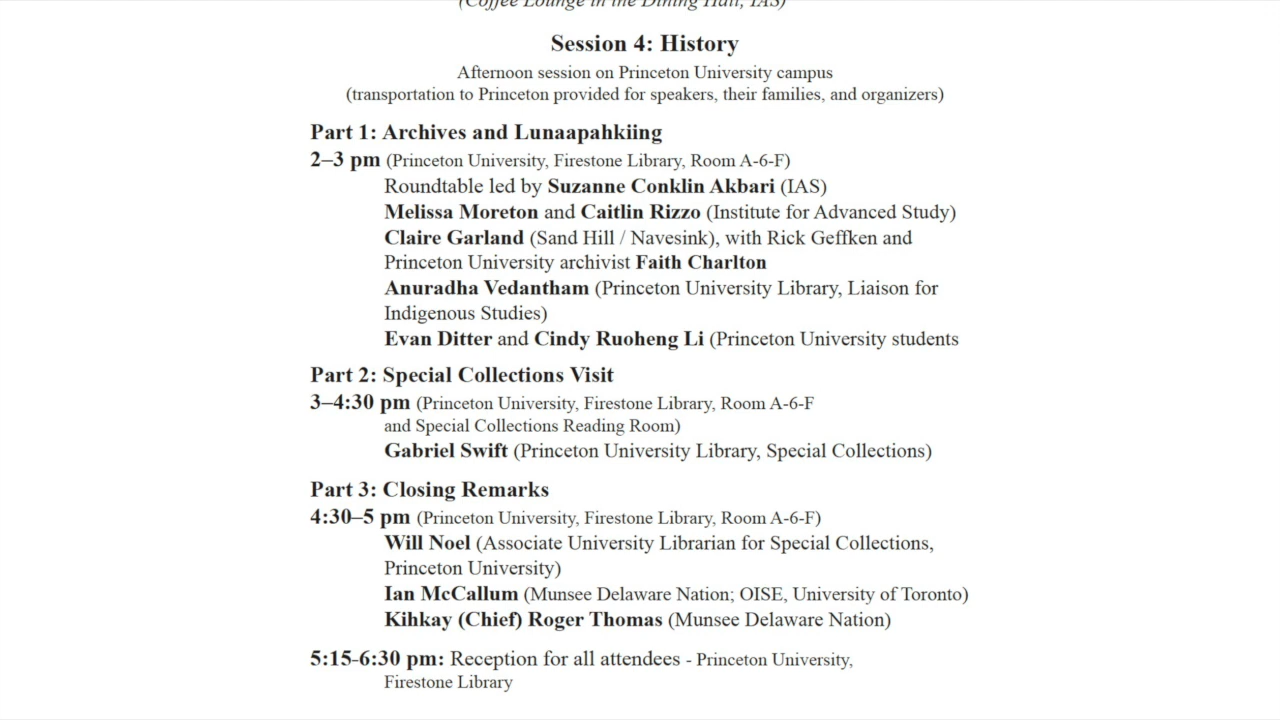 (Coffee Lounge in the Dining Hall, IAS)
Session 4: History
Afternoon session on Princeton University campus
(transportation to Princeton provided for speakers, their families, and organizers)
Part 1: Archives and Lunaapahkiing
2–3 pm (Princeton University, Firestone Library, Room A-6-F)
Roundtable led by Suzanne Conklin Akbari (IAS)
Melissa Moreton and Caitlin Rizzo (Institute for Advanced Study)
Claire Garland (Sand Hill / Navesink), with Rick Geffken and
Princeton University archivist Faith Charlton
Anuradha Vedantham (Princeton University Library, Liaison for
Indigenous Studies)
Evan Ditter and Cindy Ruoheng Li (Princeton University students
Part 2: Special Collections Visit
3–4:30 pm (Princeton University, Firestone Library, Room A-6-F
and Special Collections Reading Room)
Gabriel Swift (Princeton University Library, Special Collections)
Part 3: Closing Remarks
4:30–5 pm (Princeton University, Firestone Library, Room A-6-F)
Will Noel (Associate University Librarian for Special Collections,
Princeton University)
Ian McCallum (Munsee Delaware Nation; OISE, University of Toronto)
Kihkay (Chief) Roger Thomas (Munsee Delaware Nation)
5:15-6:30 pm: Reception for all attendees - Princeton University,
Firestone Library